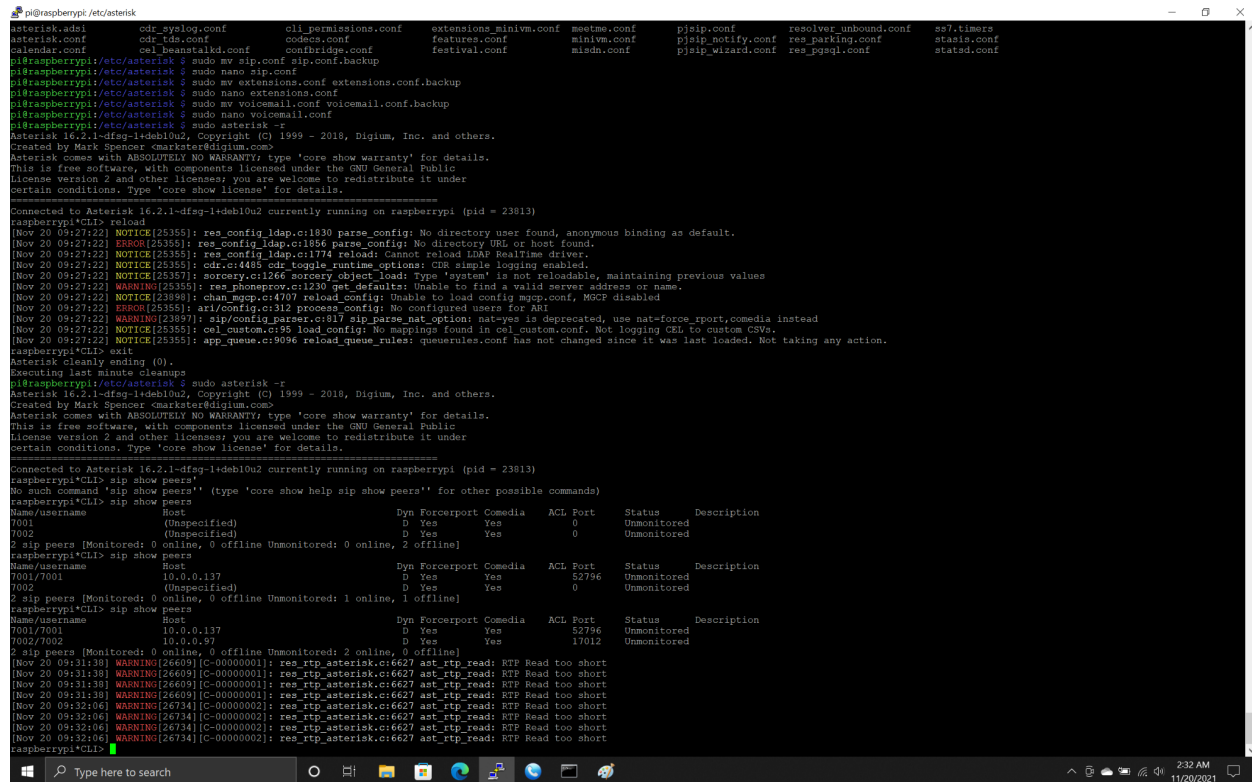 pi@raspberrypi: /etc/asterisk
asterisk.adsi cdr_syslog.conf cli_permissions.conf extensions_minivm.conf meetme.conf pjsip.conf resolver_unbound.conf ss7.timers
asterisk.conf cdr_tds.conf codecs.conf features.conf minivm.conf pjsip_notify.conf res_parking.conf stasis.conf
calendar.conf cel_beanstalkd.conf confbridge.conf festival.conf misdn.conf pjsip_wizard.conf res_pgsql.conf statsd.conf
pi@raspberrypi:/etc/asterisk $ sudo mv sip.conf sip.conf.backup
pi@raspberrypi:/etc/asterisk $ sudo nano sip.conf
pi@raspberrypi:/etc/asterisk $ sudo mv extensions.conf extensions.conf.backup
pi@raspberrypi:/etc/asterisk $ sudo nano extensions.conf
pi@raspberrypi:/etc/asterisk $ sudo mv voicemail.conf voicemail.conf.backup
pi@raspberrypi:/etc/asterisk $ sudo nano voicemail.conf
pi@raspberrypi:/etc/asterisk $ sudo asterisk -r
Asterisk 16.2.1~dfsg-1+deb10u2, Copyright (C) 1999 - 2018, Digium, Inc. and others.
Created by Mark Spencer <markster@digium.com>
Asterisk comes with ABSOLUTELY NO WARRANTY; type 'core show warranty' for details.
This is free software, with components licensed under the GNU General Public
License version 2 and other licenses; you are welcome to redistribute it under
certain conditions. Type 'core show license' for details.
=========================================================================
Connected to Asterisk 16.2.1~dfsg-1+deb10u2 currently running on raspberrypi (pid = 23813)
raspberrypi*CLI> reload
[Nov 20 09:27:22] NOTICE[25355]: res_config_ldap.c:1830 parse_config: No directory user found, anonymous binding as default.
[Nov 20 09:27:22] ERROR[25355]: res_config_ldap.c:1856 parse_config: No directory URL or host found.
[Nov 20 09:27:22] NOTICE[25355]: res_config_ldap.c:1774 reload: Cannot reload LDAP RealTime driver.
[Nov 20 09:27:22] NOTICE[25355]: cdr.c:4485 cdr_toggle_runtime_options: CDR simple logging enabled.
[Nov 20 09:27:22] NOTICE[25357]: sorcery.c:1266 sorcery_object_load: Type 'system' is not reloadable, maintaining previous values
[Nov 20 09:27:22] WARNING[25355]: res_phoneprov.c:1230 get_defaults: Unable to find a valid server address or name.
[Nov 20 09:27:22] NOTICE[23898]: chan_mgcp.c:4707 reload_config: Unable to load config mgcp.conf, MGCP disabled
[Nov 20 09:27:22] ERROR[25355]: ari/config.c:312 process_config: No configured users for ARI
[Nov 20 09:27:22] WARNING[23897]: sip/config_parser.c:817 sip_parse_nat_option: nat=yes is deprecated, use nat=force_rport,comedia instead
[Nov 20 09:27:22] NOTICE[25355]: cel_custom.c:95 load_config: No mappings found in cel_custom.conf. Not logging CEL to custom CSVs.
[Nov 20 09:27:22] NOTICE[25355]: app_queue.c:9096 reload_queue_rules: queuerules.conf has not changed since it was last loaded. Not taking any action.
raspberrypi*CLI> exit
Asterisk cleanly ending (0).
Executing last minute cleanups
pi@raspberrypi:/etc/asterisk $ sudo asterisk -r
Asterisk 16.2.1~dfsg-1+deb10u2, Copyright (C) 1999 - 2018, Digium, Inc. and others.
Created by Mark Spencer <markster@digium.com>
Asterisk comes with ABSOLUTELY NO WARRANTY; type 'core show warranty' for details.
This is free software, with components licensed under the GNU General Public
License version 2 and other licenses; you are welcome to redistribute it under
certain conditions. Type 'core show license' for details.
=========================================================================
Connected to Asterisk 16.2.1~dfsg-1+deb10u2 currently running on raspberrypi (pid = 23813)
raspberrypi*CLI> sip show peers'
No such command 'sip show peers'' (type 'core show help sip show peers'' for other possible commands)
raspberrypi*CLI> sip show peers
Name/username Host Dyn Forcerport Comedia ACL Port Status Description
7001 (Unspecified) D Yes Yes 0 Unmonitored
7002 (Unspecified) D Yes Yes 0 Unmonitored
2 sip peers [Monitored: 0 online, 0 offline Unmonitored: 0 online, 2 offline]
raspberrypi*CLI> sip show peers
Name/username Host Dyn Forcerport Comedia ACL Port Status Description
7001/7001 10.0.0.137 D Yes Yes 52796 Unmonitored
7002 (Unspecified) D Yes Yes 0 Unmonitored
2 sip peers [Monitored: 0 online, 0 offline Unmonitored: 1 online, 1 offline]
raspberrypi*CLI> sip show peers
Name/username Host Dyn Forcerport Comedia ACL Port Status Description
7001/7001 10.0.0.137 D Yes Yes 52796 Unmonitored
7002/7002 10.0.0.97 D Yes Yes 17012 Unmonitored
2 sip peers [Monitored: 0 online, 0 offline Unmonitored: 2 online, 0 offline]
[Nov 20 09:31:38] WARNING[26609][C-00000001]: res_rtp_asterisk.c:6627 ast_rtp_read: RTP Read too short
[Nov 20 09:31:38] WARNING[26609][C-00000001]: res_rtp_asterisk.c:6627 ast_rtp_read: RTP Read too short
[Nov 20 09:31:38] WARNING[26609][C-00000001]: res_rtp_asterisk.c:6627 ast_rtp_read: RTP Read too short
[Nov 20 09:31:38] WARNING[26609][C-00000001]: res_rtp_asterisk.c:6627 ast_rtp_read: RTP Read too short
[Nov 20 09:32:06] WARNING[26734][C-00000002]: res_rtp_asterisk.c:6627 ast_rtp_read: RTP Read too short
[Nov 20 09:32:06] WARNING[26734][C-00000002]: res_rtp_asterisk.c:6627 ast_rtp_read: RTP Read too short
[Nov 20 09:32:06] WARNING[26734][C-00000002]: res_rtp_asterisk.c:6627 ast_rtp_read: RTP Read too short
[Nov 20 09:32:06] WARNING[26734][C-00000002]: res_rtp_asterisk.c:6627 ast_rtp_read: RTP Read too short
raspberrypi*CLI>
Type here to search
2:32 AM
11/20/2021